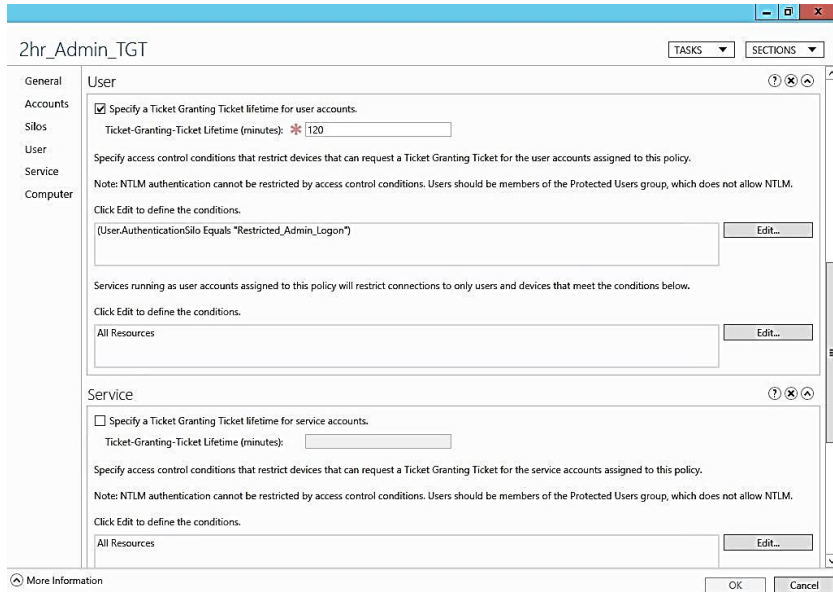 2hr_Admin_TGT
TASKS
SECTIONS
General
Accounts
Silos
User
Service
Computer
User
Specify a Ticket Granting Ticket lifetime for user accounts.
Ticket-Granting-Ticket Lifetime (minutes): * 120
Specify access control conditions that restrict devices that can request a Ticket Granting Ticket for the user accounts assigned to this policy.
Note: NTLM authentication cannot be restricted by access control conditions. Users should be members of the Protected Users group, which does not allow NTLM.
Click Edit to define the conditions.
(User.AuthenticationSilo Equals "Restricted_Admin_Logon")
Edit...
Services running as user accounts assigned to this policy will restrict connections to only users and devices that meet the conditions below.
Click Edit to define the conditions.
All Resources
Edit...
Service
Specify a Ticket Granting Ticket lifetime for service accounts.
Ticket-Granting-Ticket Lifetime (minutes):
Specify access control conditions that restrict devices that can request a Ticket Granting Ticket for the service accounts assigned to this policy.
Note: NTLM authentication cannot be restricted by access control conditions. Users should be members of the Protected Users group, which does not allow NTLM.
Click Edit to define the conditions.
All Resources
Edit...
More Information
OK
Cancel